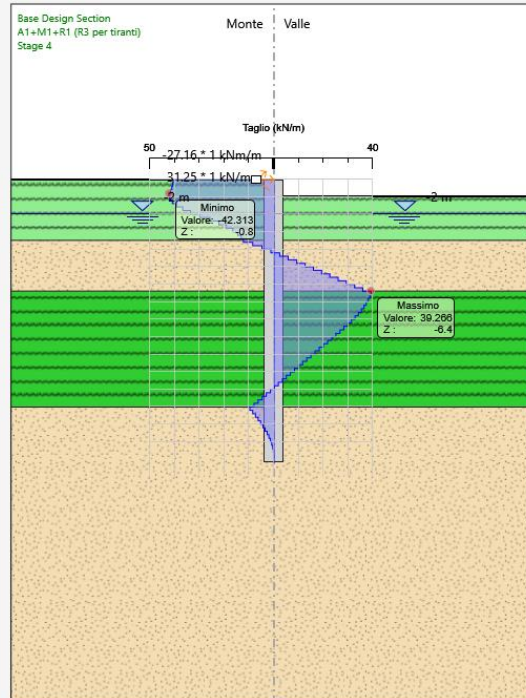 Base Design Section
A1+M1+R1 (R3 per tiranti)
Stage 4
Monte
Valle
Taglio (kN/m)
50
40
-27.16 * 1 kNm/m
31.25 * 1 kN/m
-2 m
-2 m
Minimo
Valore: -42.313
Z : -0.8
Massimo
Valore: 39.266
Z : -6.4